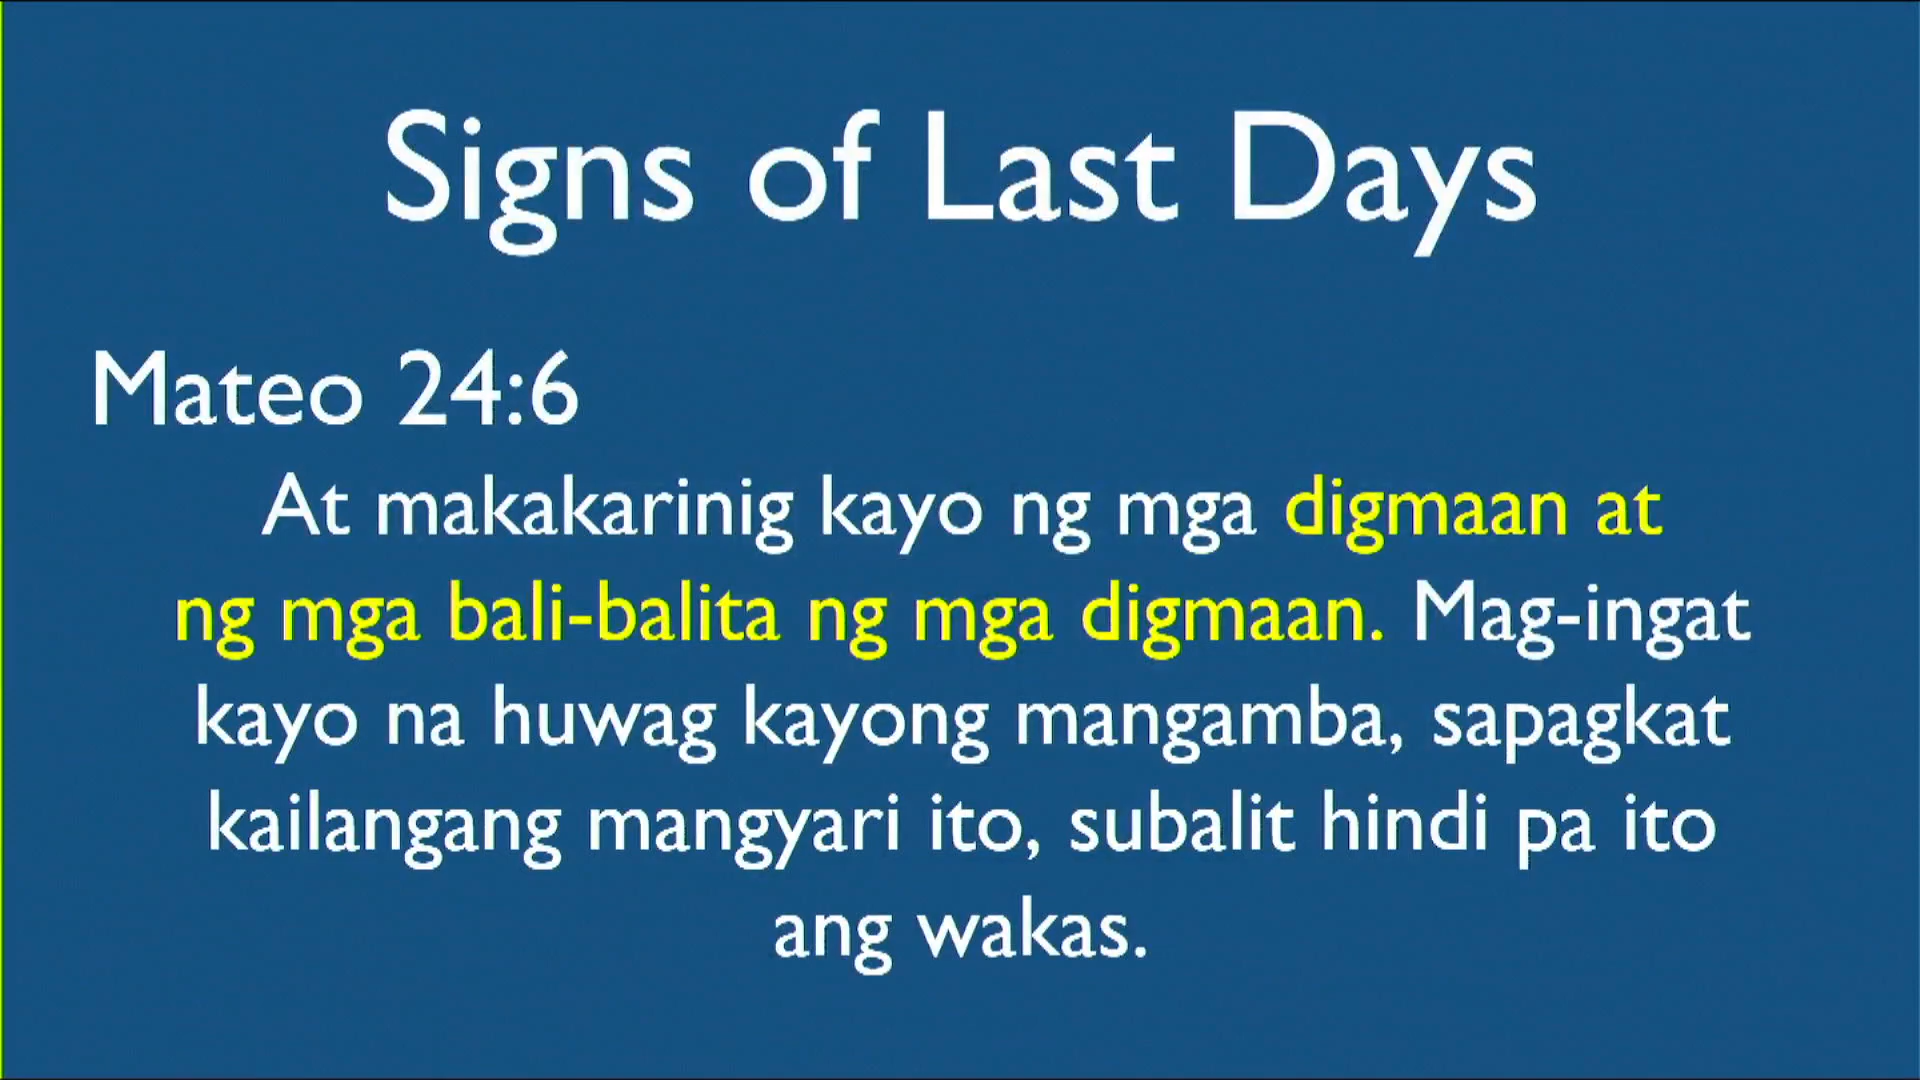 Signs of Last Days
Mateo 24:6
At makakarinig kayo ng mga digmaan at
ng mga bali-balita ng mga digmaan. Mag-ingat
kayo na huwag kayong mangamba, sapagkat
kailangang mangyari ito, subalit hindi pa ito
ang wakas.